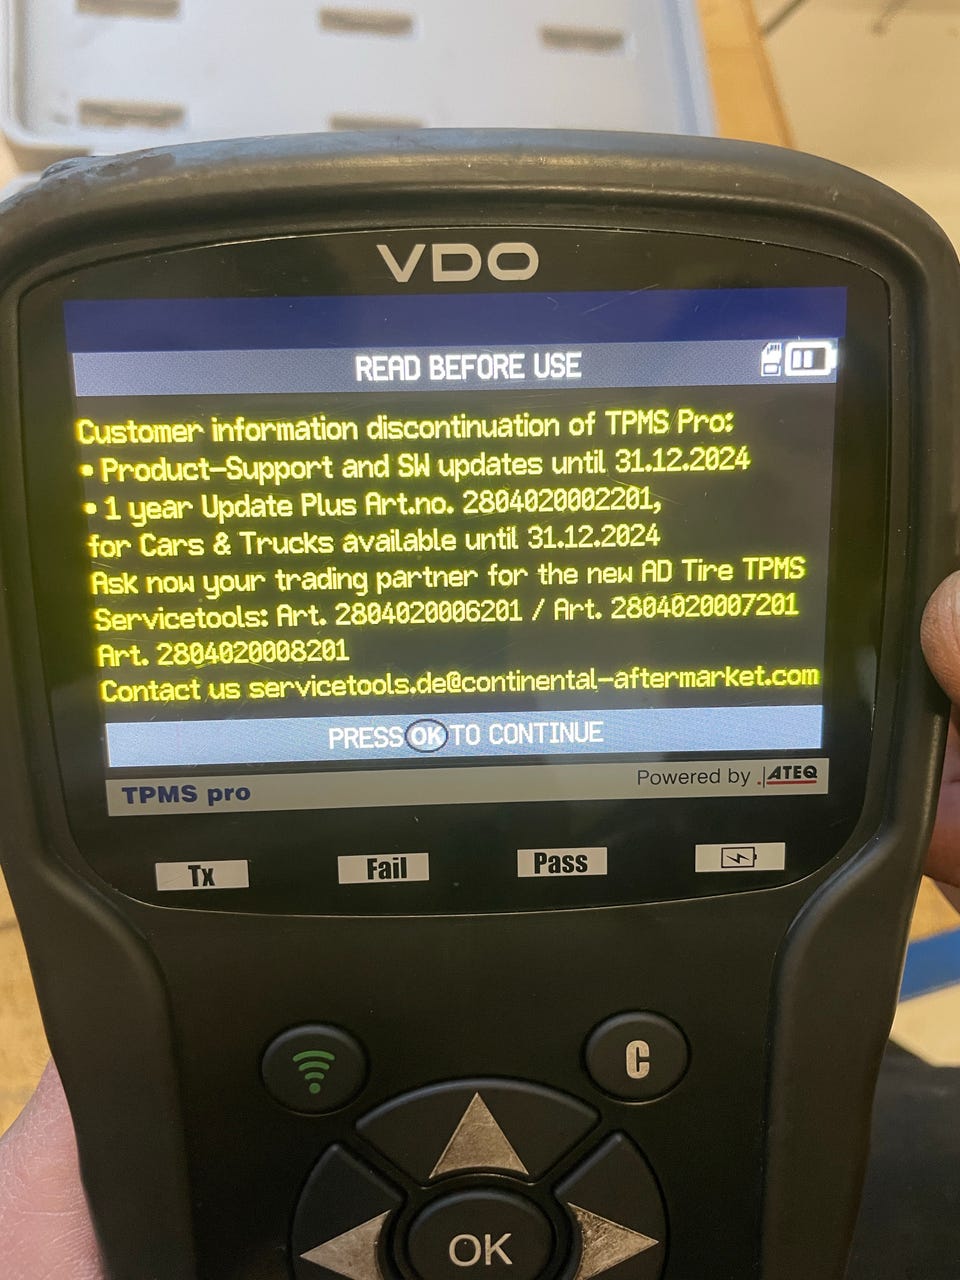 VDO
READ BEFORE USE
Customer information discontinuation of TPMS Pro:
• Product-Support and SW updates until 31.12.2024
• 1 year Update Plus Art.no. 2804020002201,
for Cars & Trucks available until 31.12.2024
Ask now your trading partner for the new AD Tire TPMS
Servicetools: Art. 2804020006201 / Art. 2804020007201
Art. 2804020008201
Contact us servicetools.de@continental-aftermarket.com
PRESS OK TO CONTINUE
TPMS pro Powered by ATEQ
Tx Fail Pass
C
OK